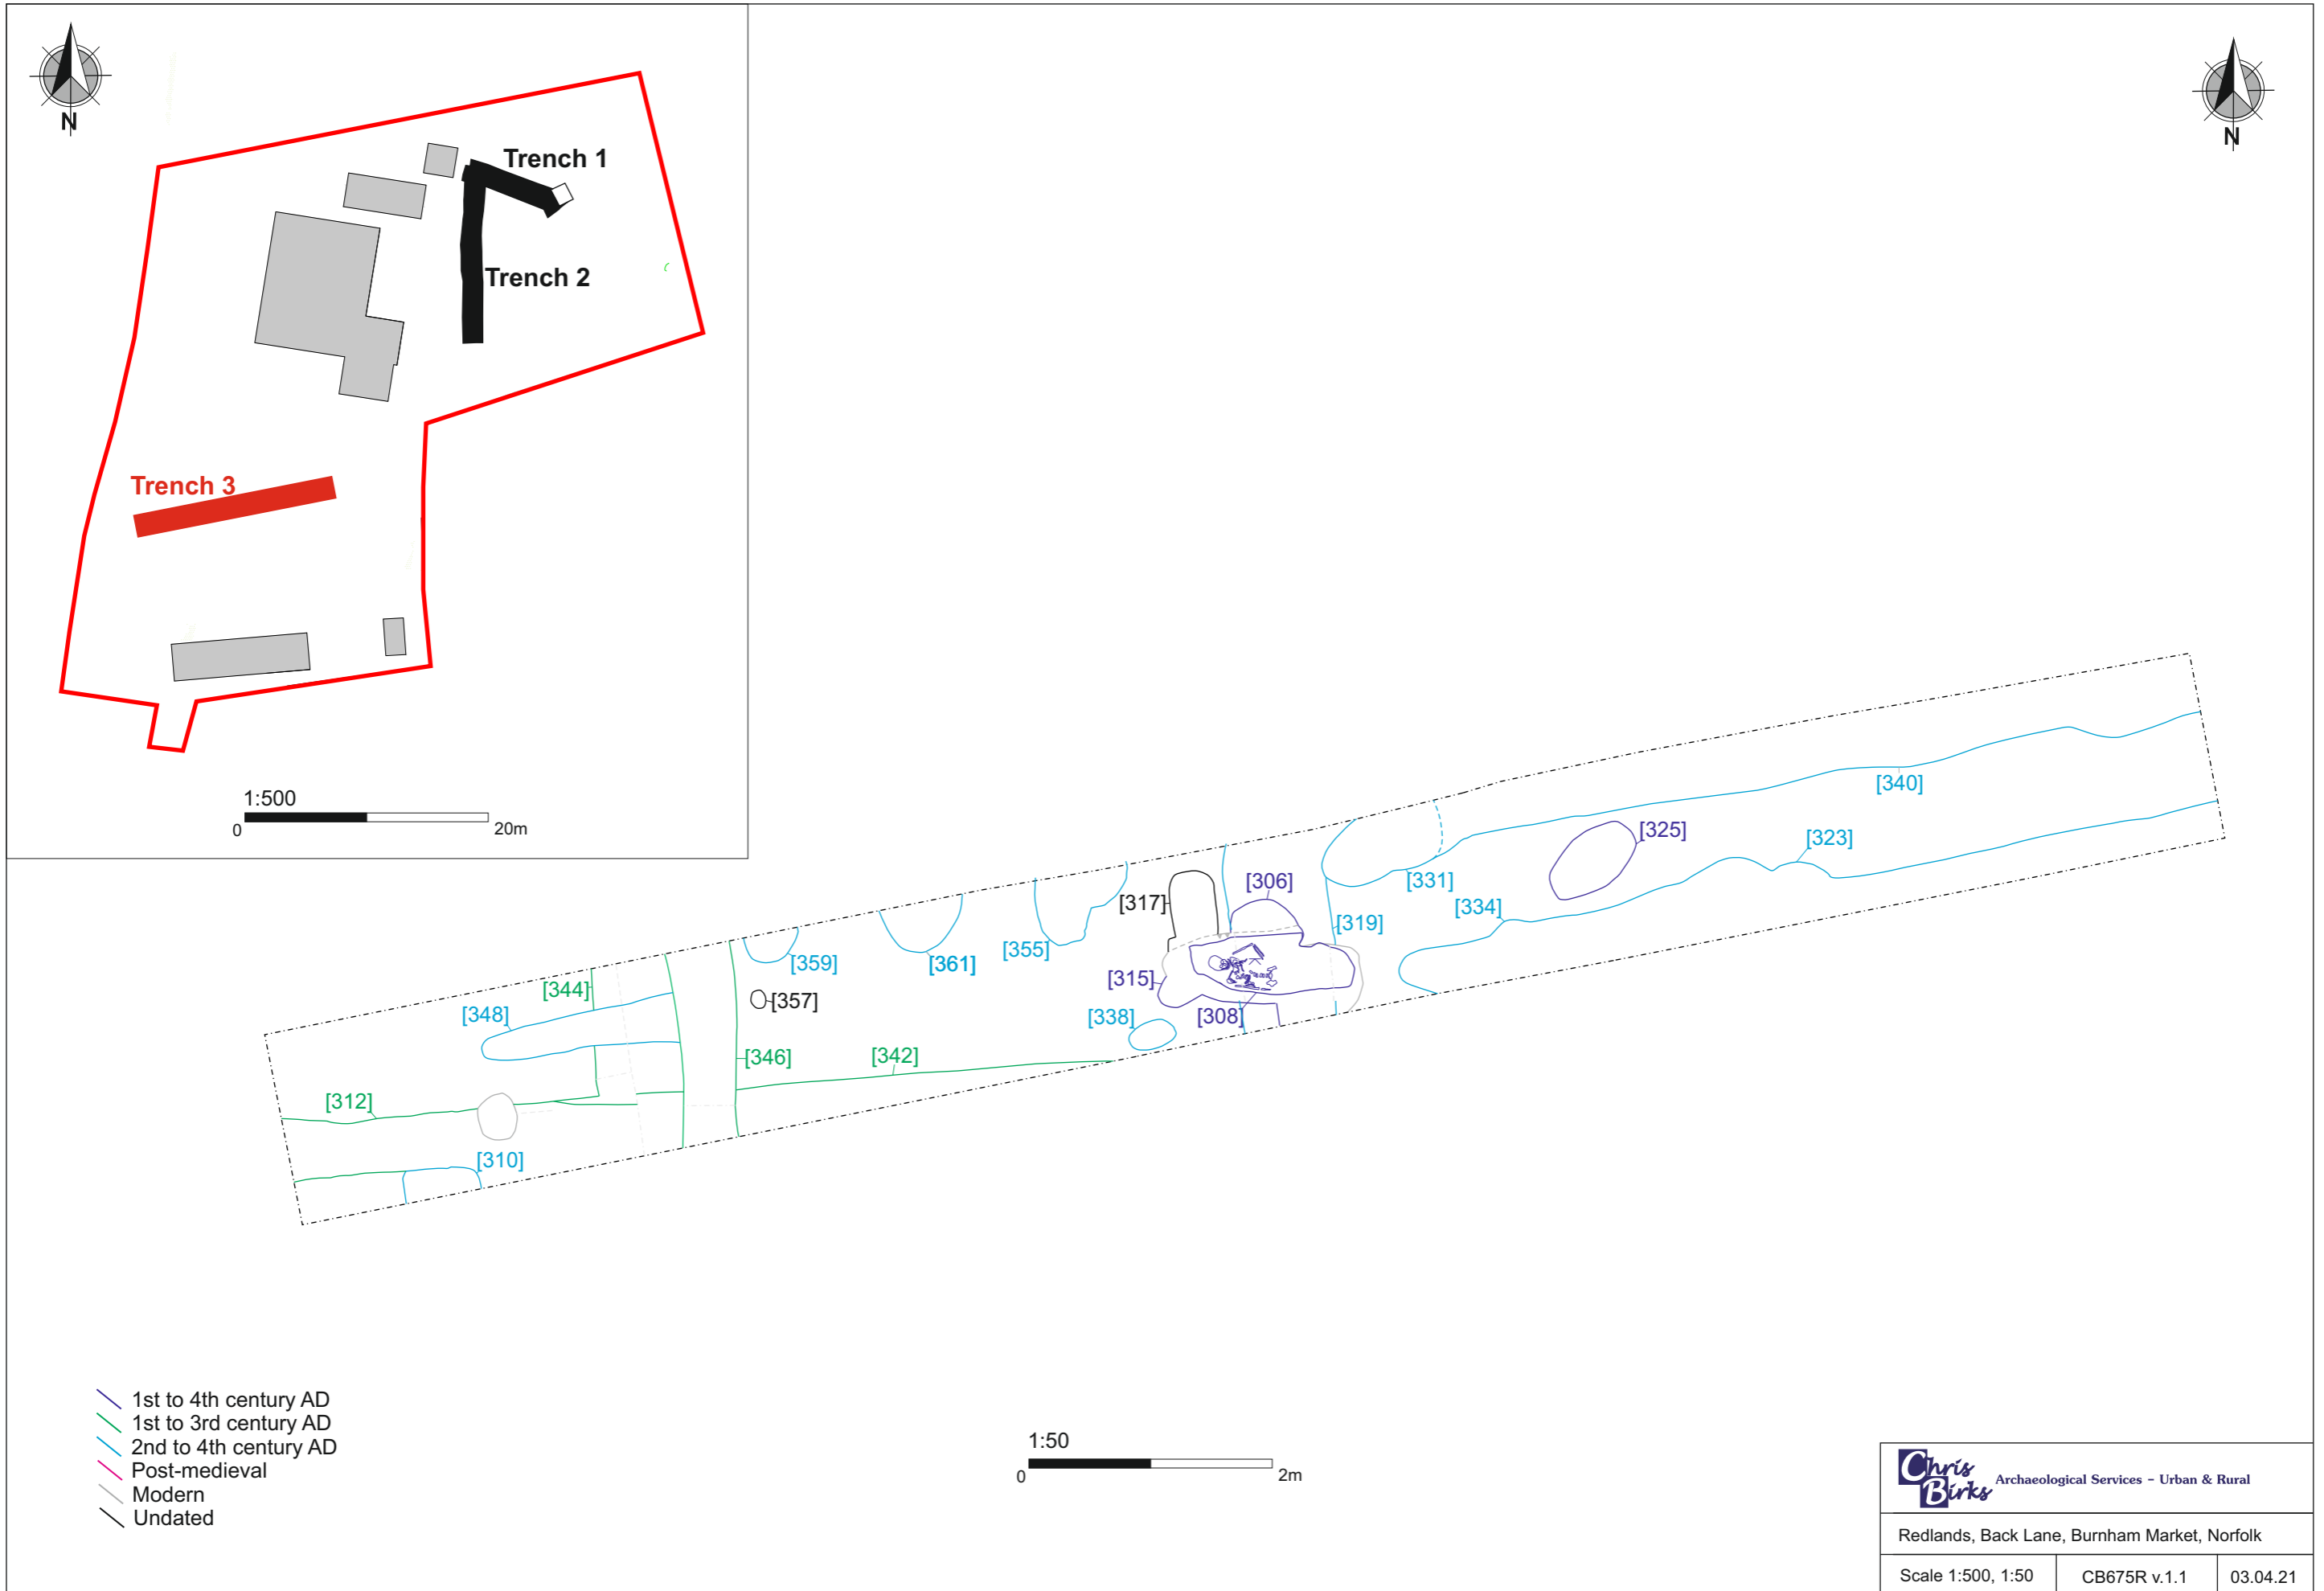 N
N
Trench 1
Trench 2
Trench 3
1:500
0
20m
[340]
[325]
[323]
[331]
[306]
[317]
[334]
[319]
[355]
[361]
[359]
[315]
[344]
[357]
[348]
[338]
[308]
[346]
[342]
[312]
[310]
1st to 4th century AD
1st to 3rd century AD
2nd to 4th century AD
Post-medieval
Modern
Undated
1:50
0
2m
Chris
Birks
Archaeological Services - Urban & Rural
Redlands, Back Lane, Burnham Market, Norfolk
Scale 1:500, 1:50
CB675R v.1.1
03.04.21